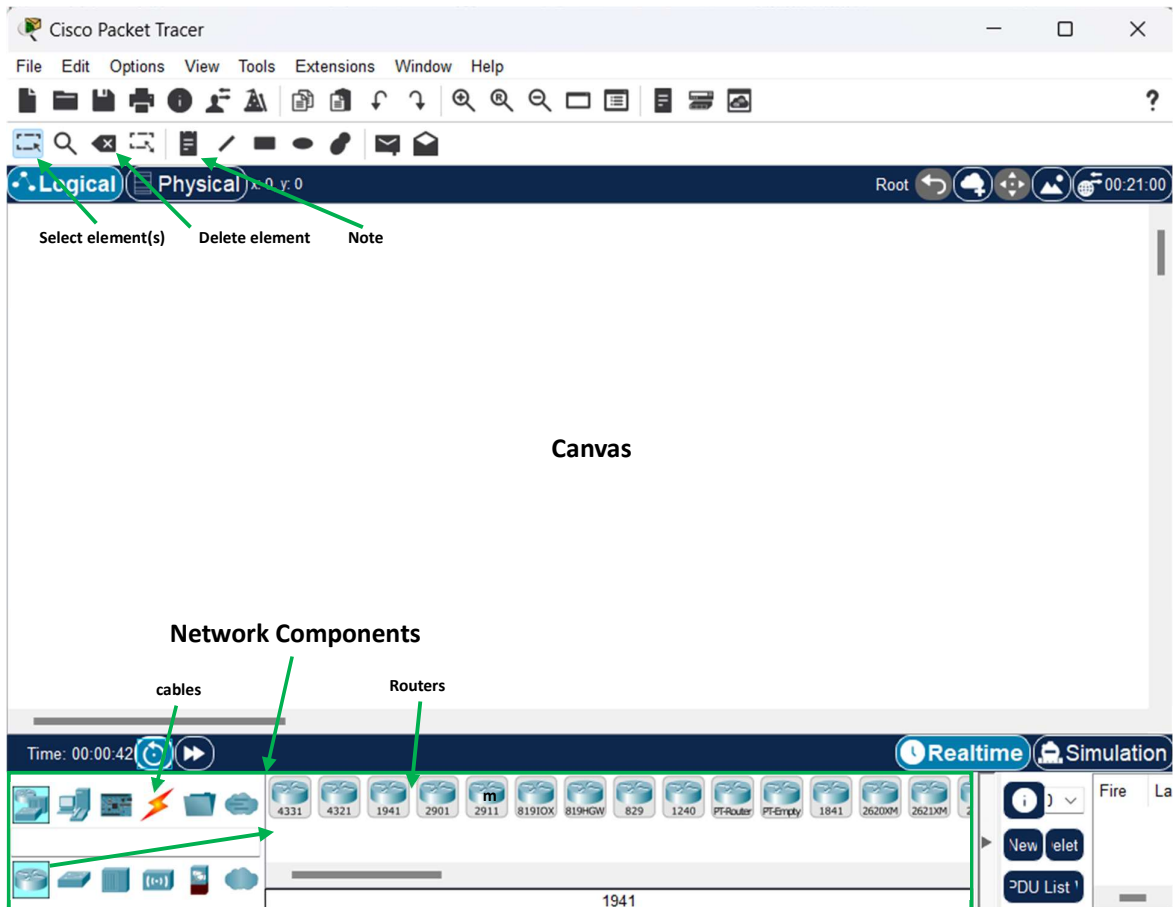 Cisco Packet Tracer
File Edit Options View Tools Extensions Window Help
?
Logical Physical x: 0, y: 0 Root 00:21:00
Select element(s) Delete element Note
Canvas
Network Components
cables Routers
Time: 00:00:42 Realtime Simulation
4331 4321 1941 2901 m 2911 819IOX 819HGW 829 1240 PT-Router PT-Empty 1841 2620XM 2621XM
Fire La
New elet
PDU List
1941